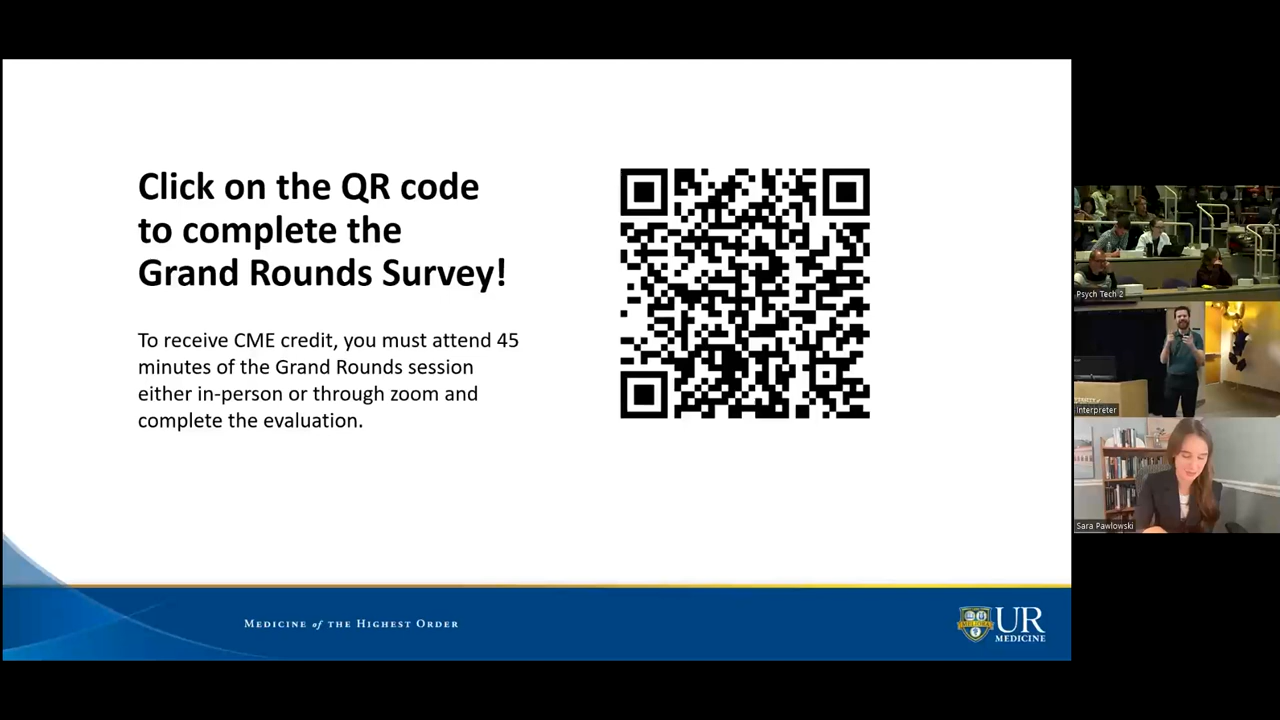 Click on the QR code
to complete the
Grand Rounds Survey!
To receive CME credit, you must attend 45
minutes of the Grand Rounds session
either in-person or through zoom and
complete the evaluation.
MEDICINE of THE HIGHEST ORDER
MELIORA
UR
MEDICINE
Psych Tech 2
Interpreter
Sara Pawlowski